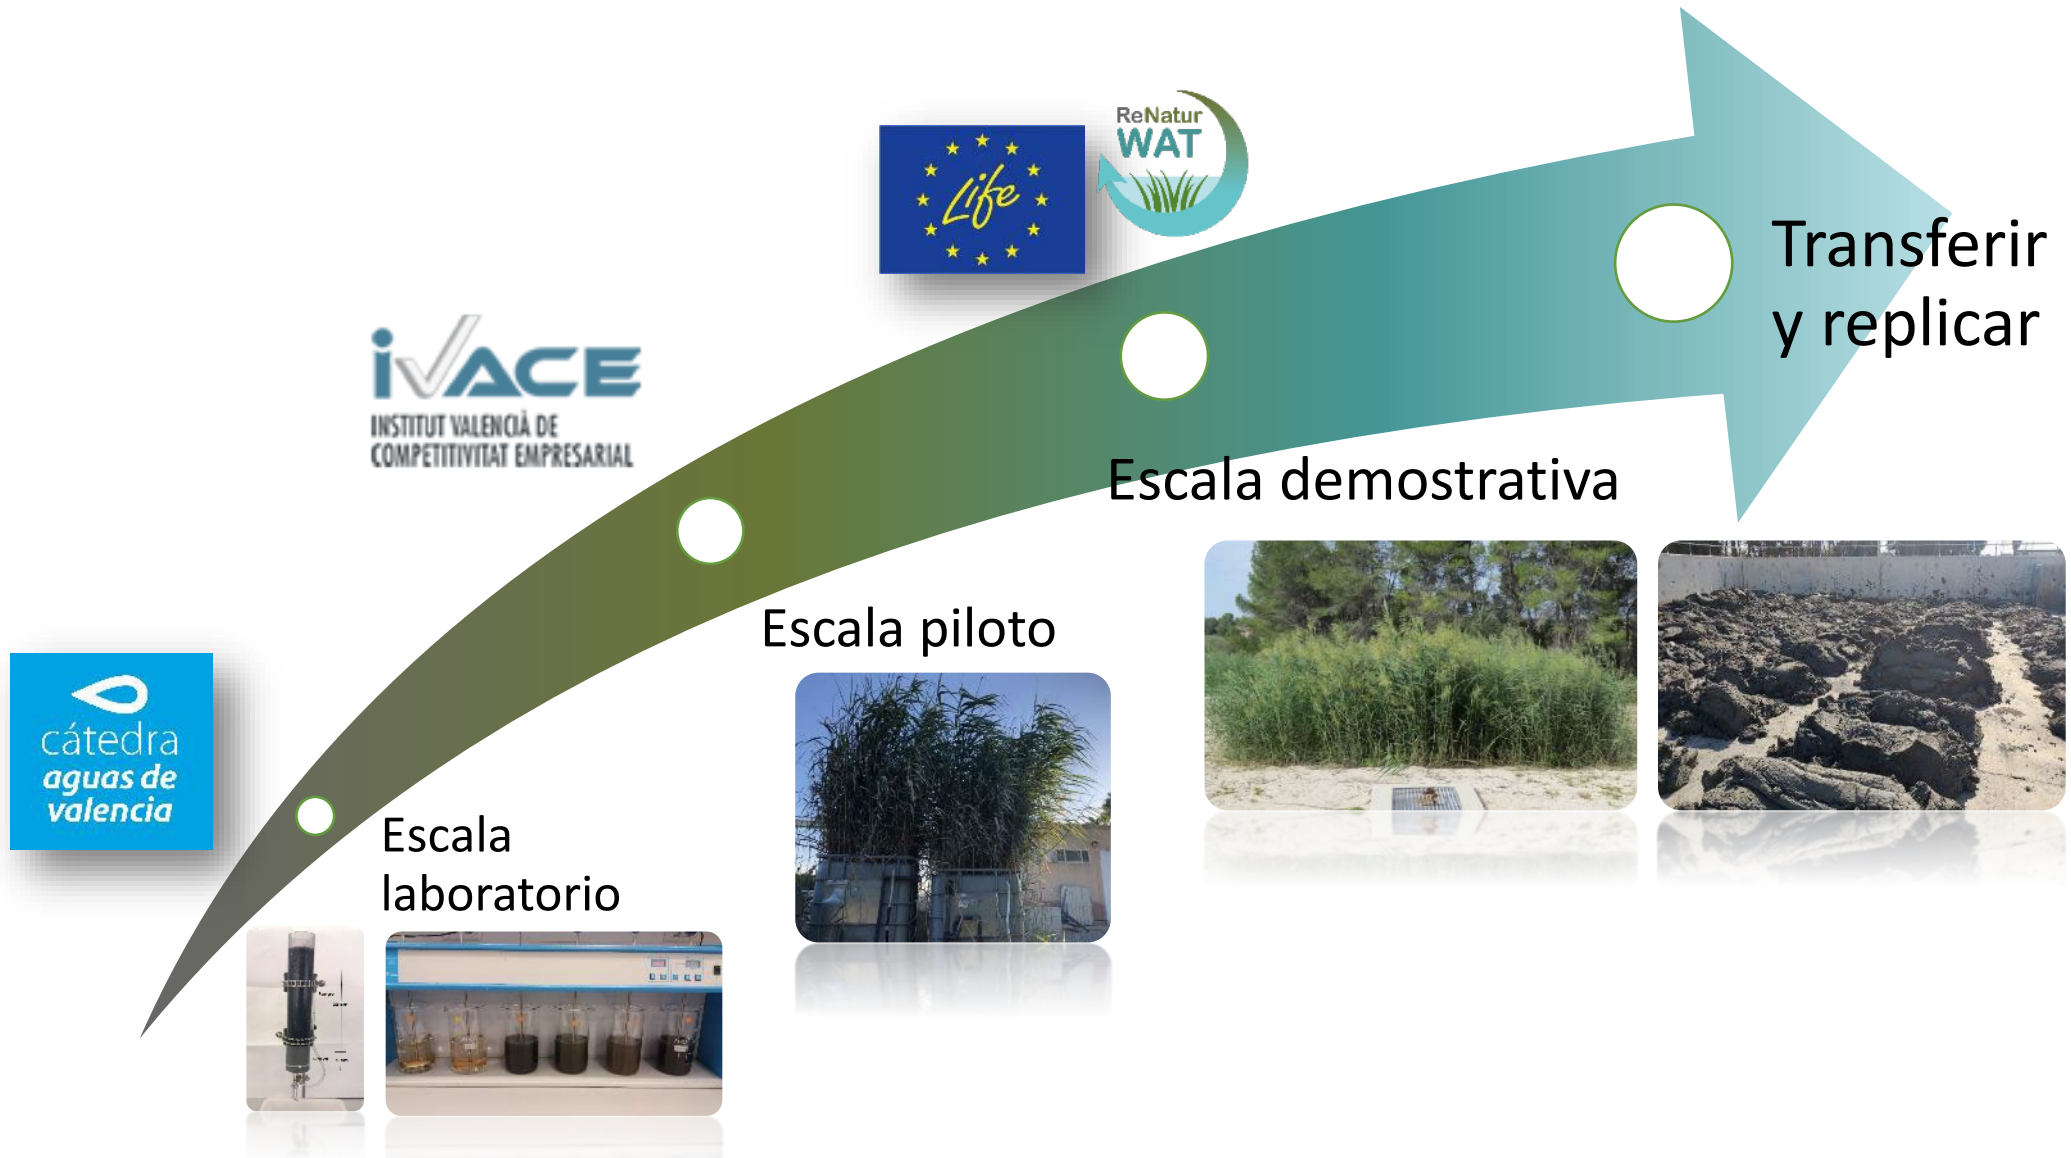 ReNatur
WAT
Life
Transferir
y replicar
iVACE
INSTITUT VALENCIÀ DE
COMPETITIVITAT EMPRESARIAL
Escala demostrativa
Escala piloto
cátedra
aguas de
valencia
Escala
laboratorio